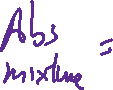 Abs =
mixture